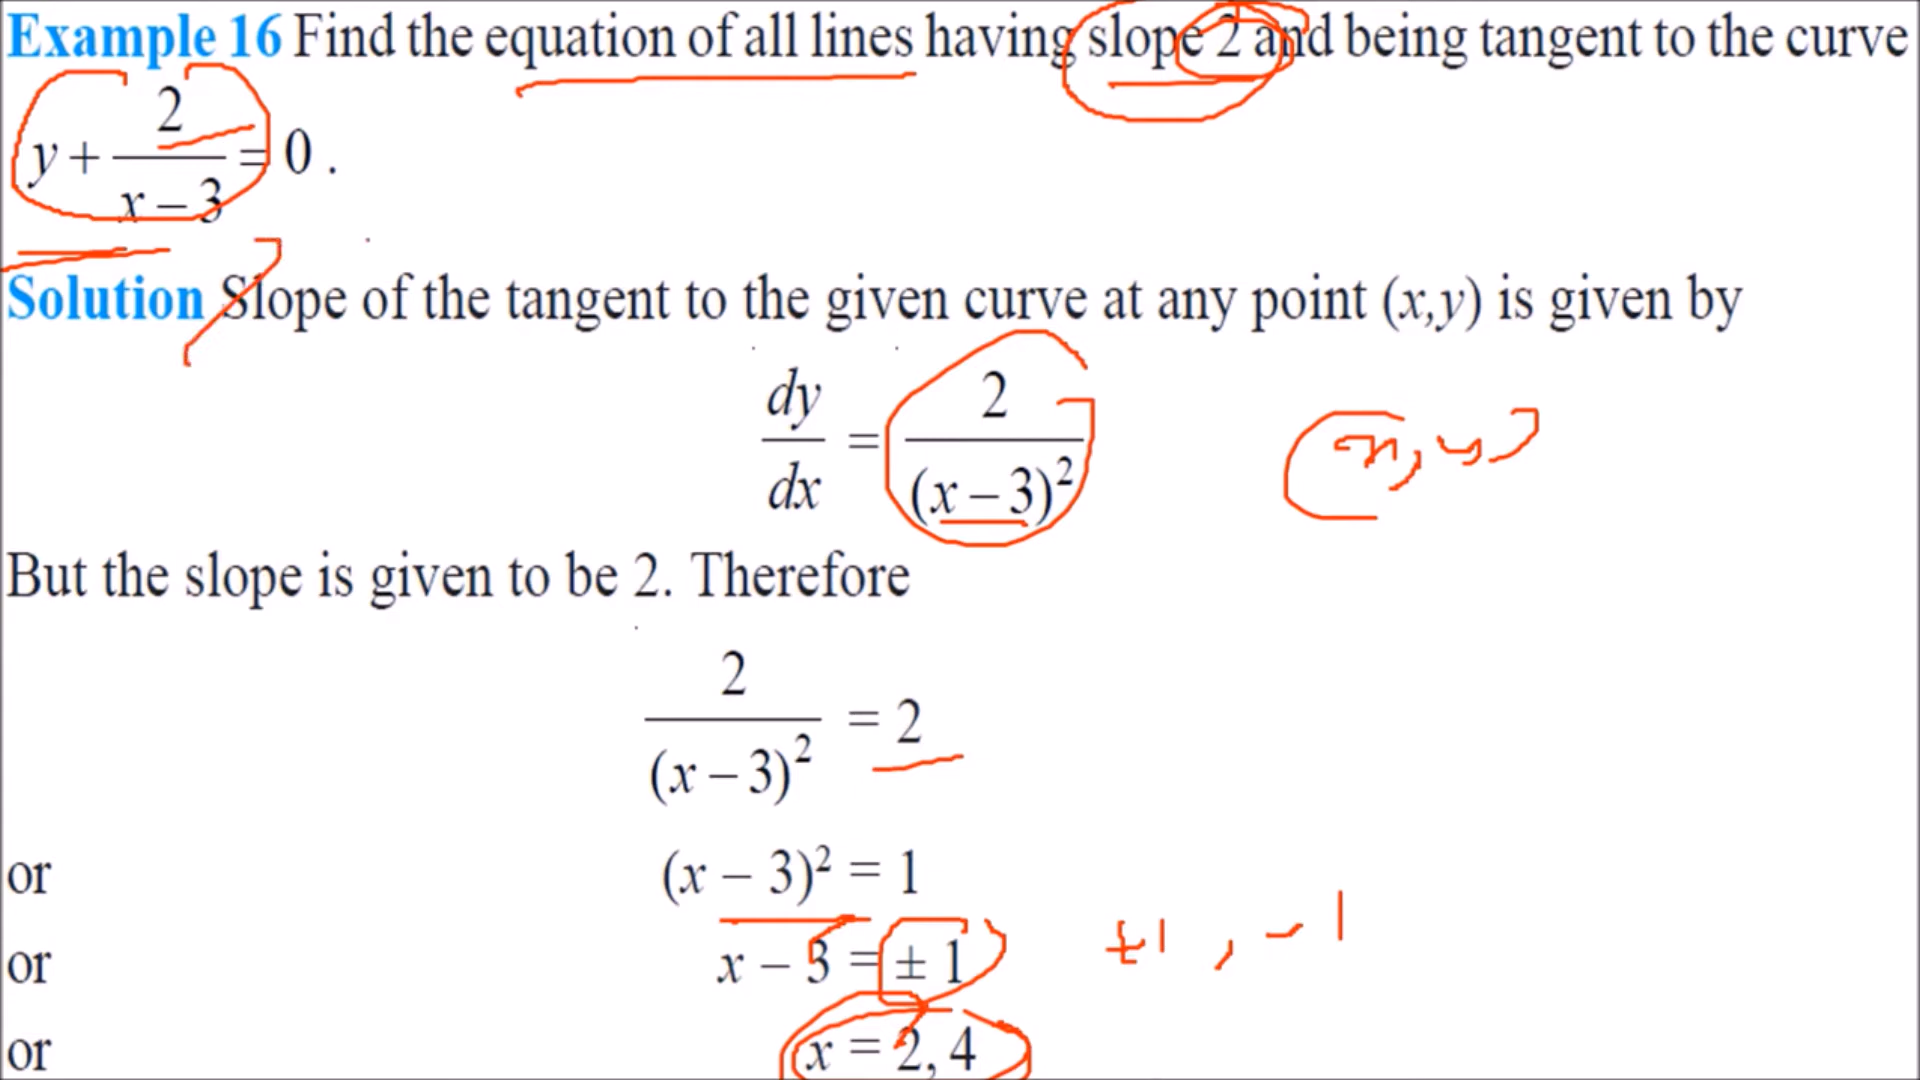 Example 16 Find the equation of all lines having slope 2 and being tangent to the curve
y + 2/(x – 3) = 0 .
Solution Slope of the tangent to the given curve at any point (x,y) is given by
dy/dx = 2/(x – 3)²
x, y
But the slope is given to be 2. Therefore
2/(x – 3)² = 2
or (x – 3)² = 1
or x – 3 = ± 1 +1 , – 1
or x = 2, 4